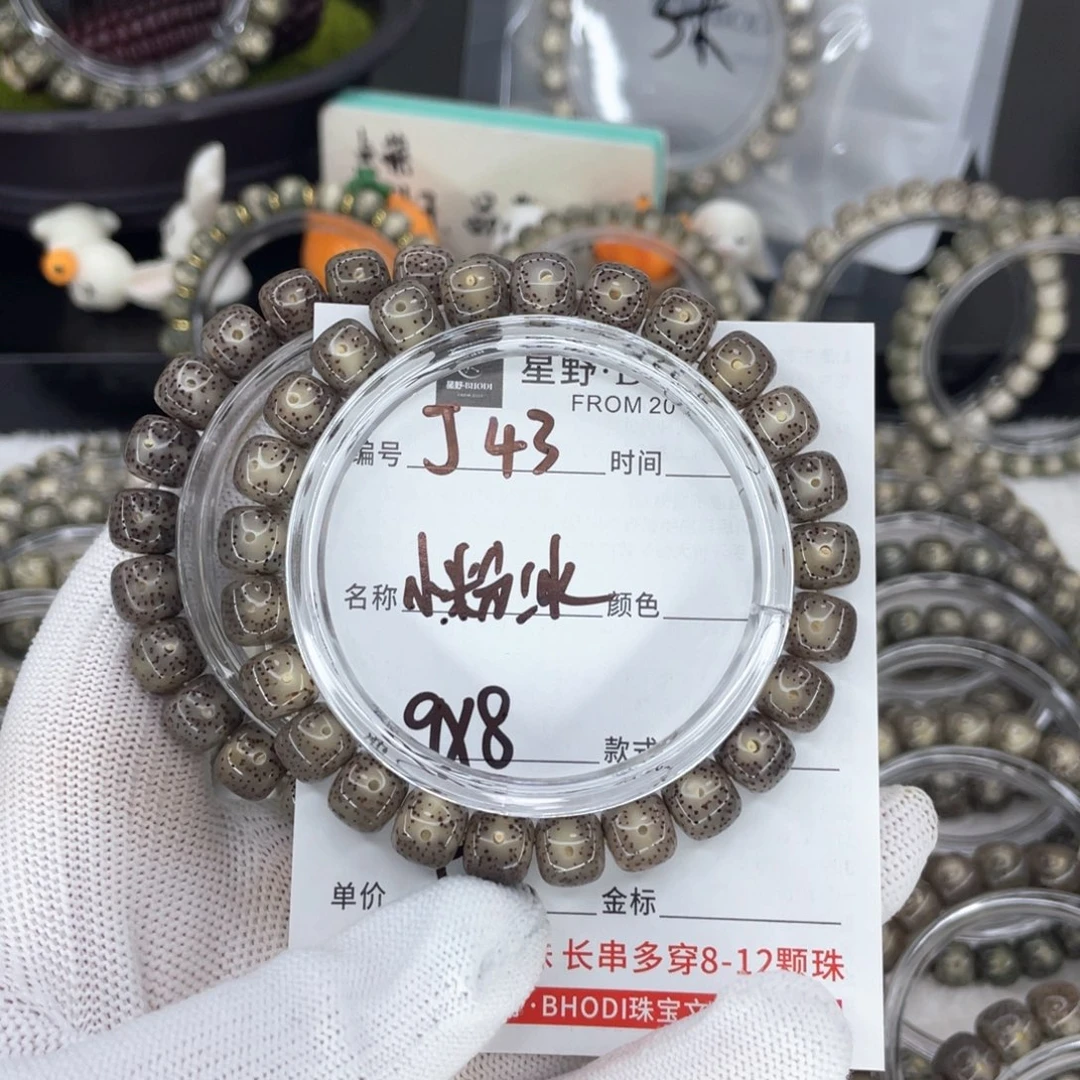 星野·BHODI
星野·B
FROM 20
编号 J43 时间
名称 小粉冰 颜色
9X8 款式
单价 金标
长串多穿8-12颗珠
·BHODI珠宝文